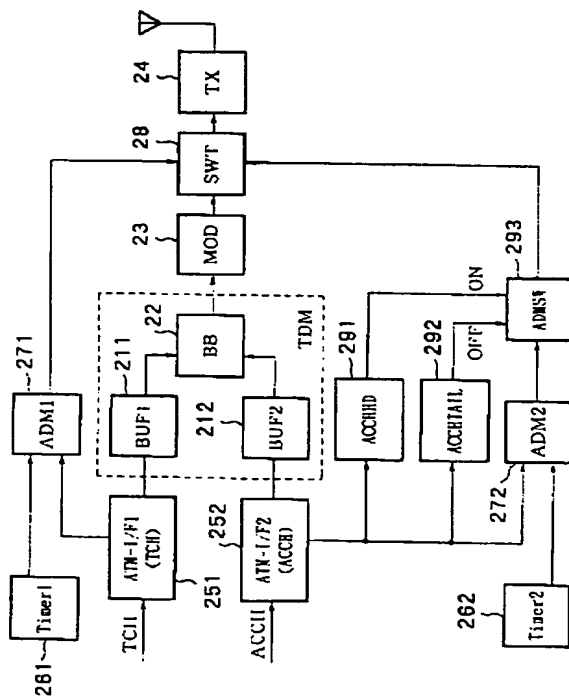 261
Timer1
271
ADM1
TCH
251
ATM-I/F1
(TCH)
211
BUF1
22
BB
TDM
23
MOD
28
SWT
24
TX
ACCH
252
ATM-I/F2
(ACCH)
212
BUF2
291
ACCHHD
ON
292
ACCHTAIL
OFF
293
ADMSW
272
ADM2
262
Timer2